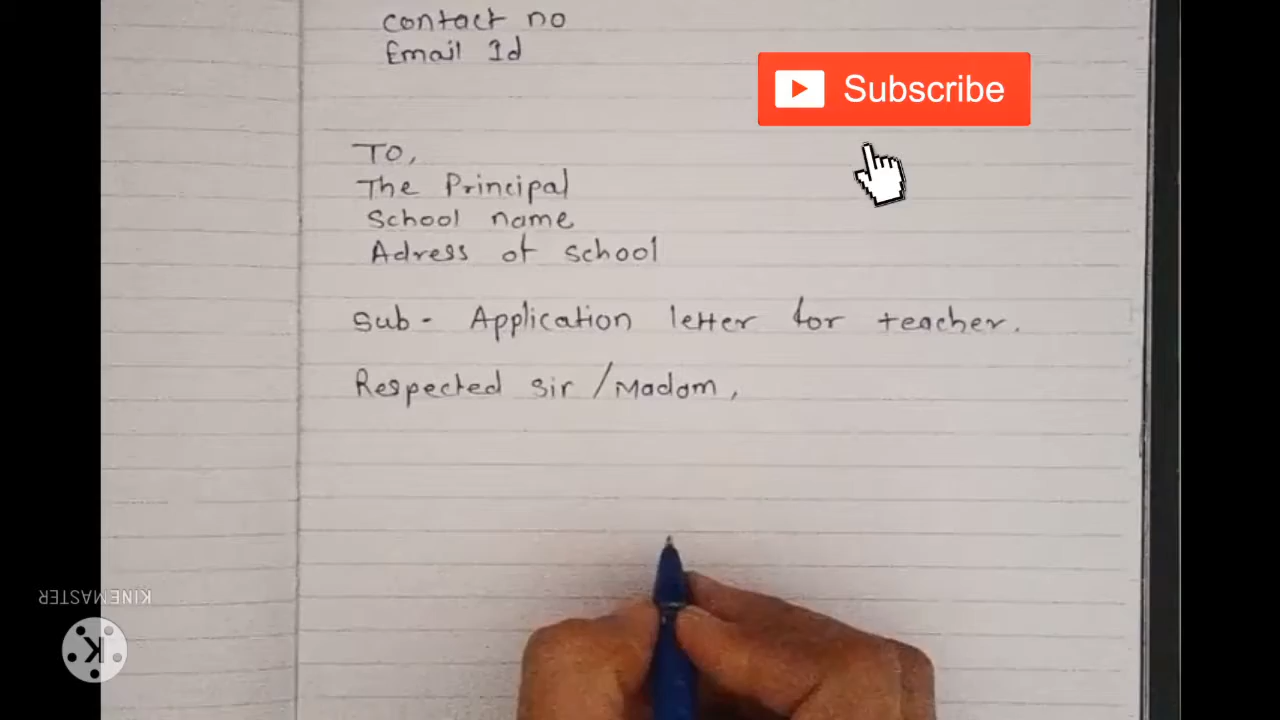 contact no
Email Id
Subscribe
To,
The Principal
School name
Adress of school
Sub - Application letter for teacher.
Respected Sir / Madam,
KINEMASTER